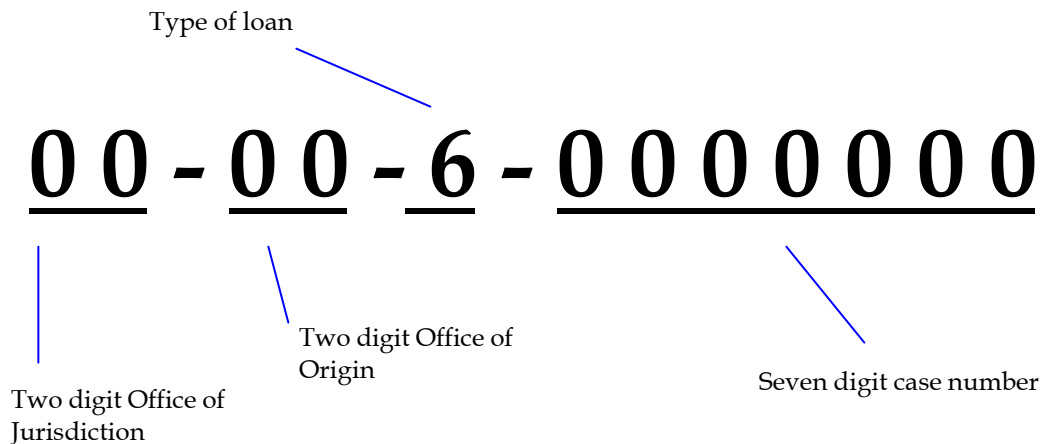 Type of loan
0 0 - 0 0 - 6 - 0 0 0 0 0 0 0
Two digit Office of
Origin
Seven digit case number
Two digit Office of
Jurisdiction